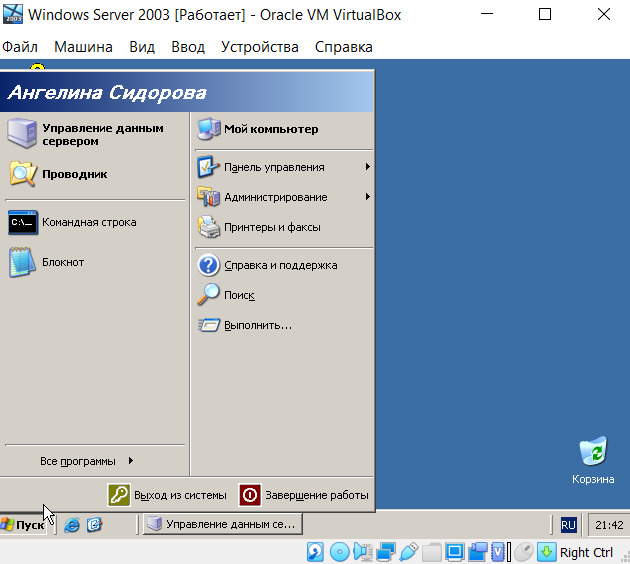 Windows Server 2003 [Работает] - Oracle VM VirtualBox
Файл Машина Вид Ввод Устройства Справка
Ангелина Сидорова
Управление данным
сервером
Проводник
Командная строка
Блокнот
Все программы
Мой компьютер
Панель управления
Администрирование
Принтеры и факсы
Справка и поддержка
Поиск
Выполнить...
Выход из системы
Завершение работы
Корзина
Пуск
Управление данным се...
RU
21:42
Right Ctrl